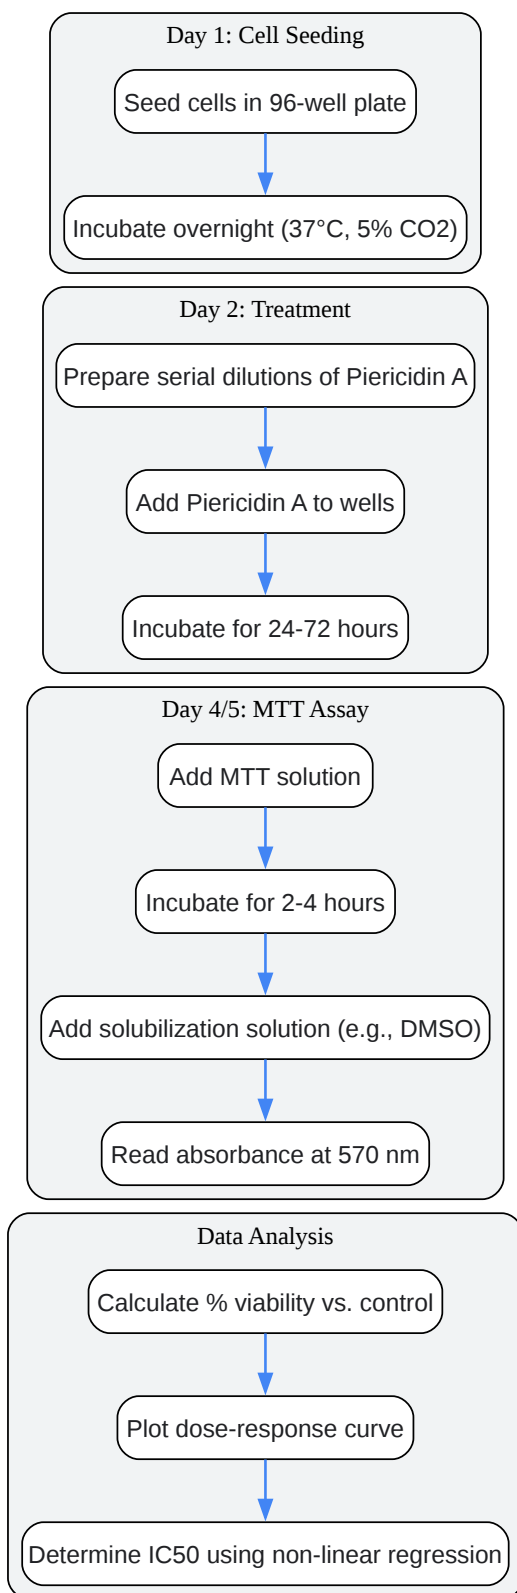 Day 1: Cell Seeding
Seed cells in 96-well plate
Incubate overnight (37°C, 5% CO2)
Day 2: Treatment
Prepare serial dilutions of Piericidin A
Add Piericidin A to wells
Incubate for 24-72 hours
Day 4/5: MTT Assay
Add MTT solution
Incubate for 2-4 hours
Add solubilization solution (e.g., DMSO)
Read absorbance at 570 nm
Data Analysis
Calculate % viability vs. control
Plot dose-response curve
Determine IC50 using non-linear regression